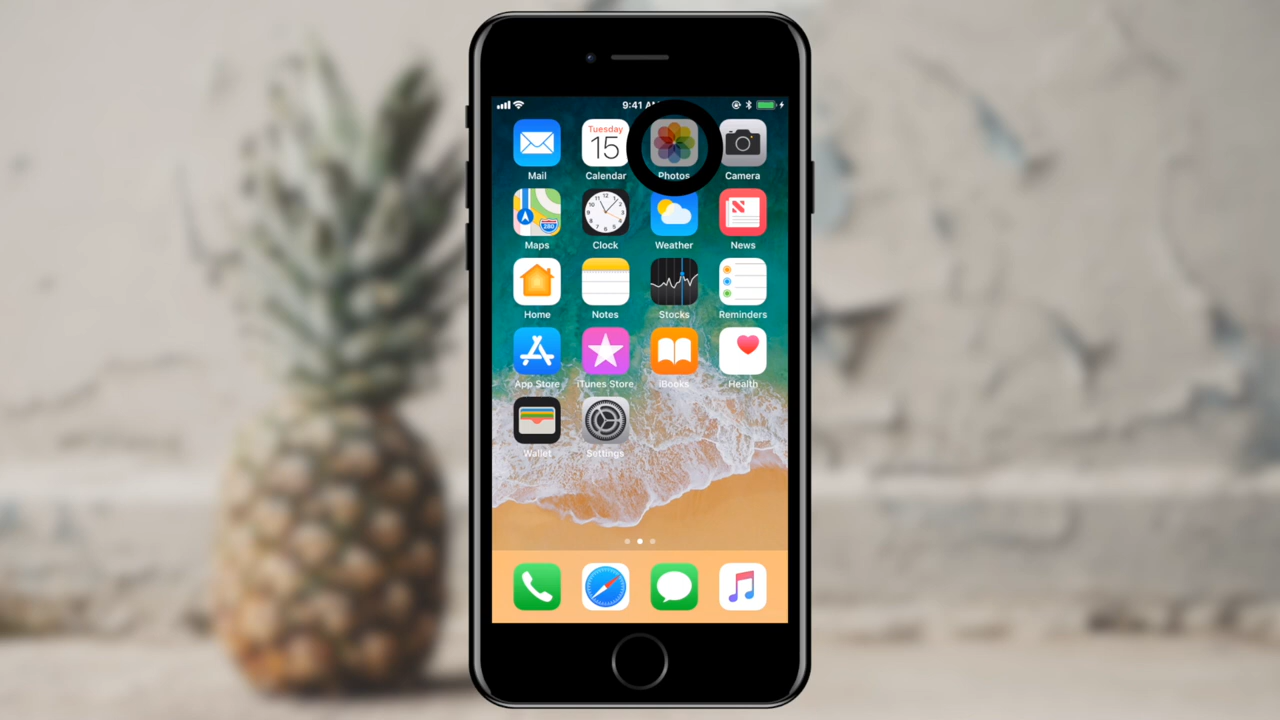 9:41 AM
Tuesday
15
Mail Calendar Photos Camera
280
Maps Clock Weather News
Home Notes Stocks Reminders
App Store iTunes Store iBooks Health
Wallet Settings